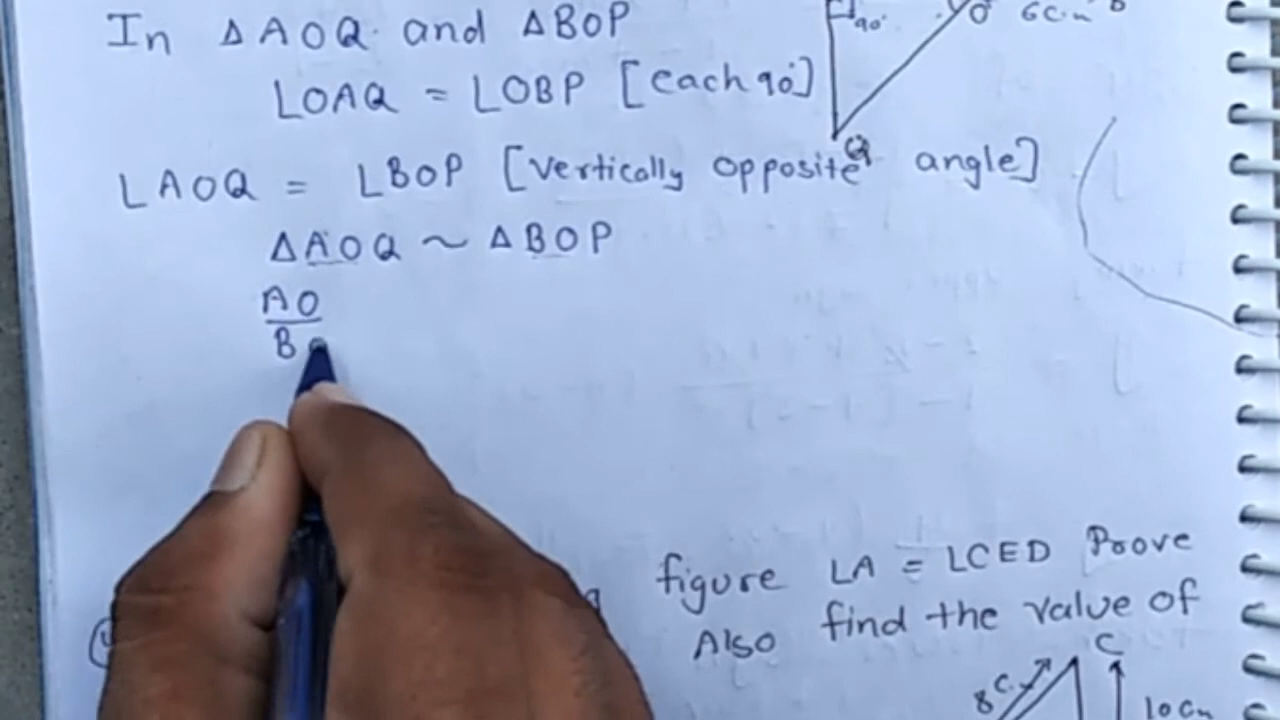 In ΔAOQ and ΔBOP
LOAQ = LOBP [each 90°]
LAOQ = LBOP [vertically opposite angle]
ΔAOQ ~ ΔBOP
AO
B
90°
O 6cm B
Q
figure LA = LCED Prove
Also find the value of
C
8c
10cm